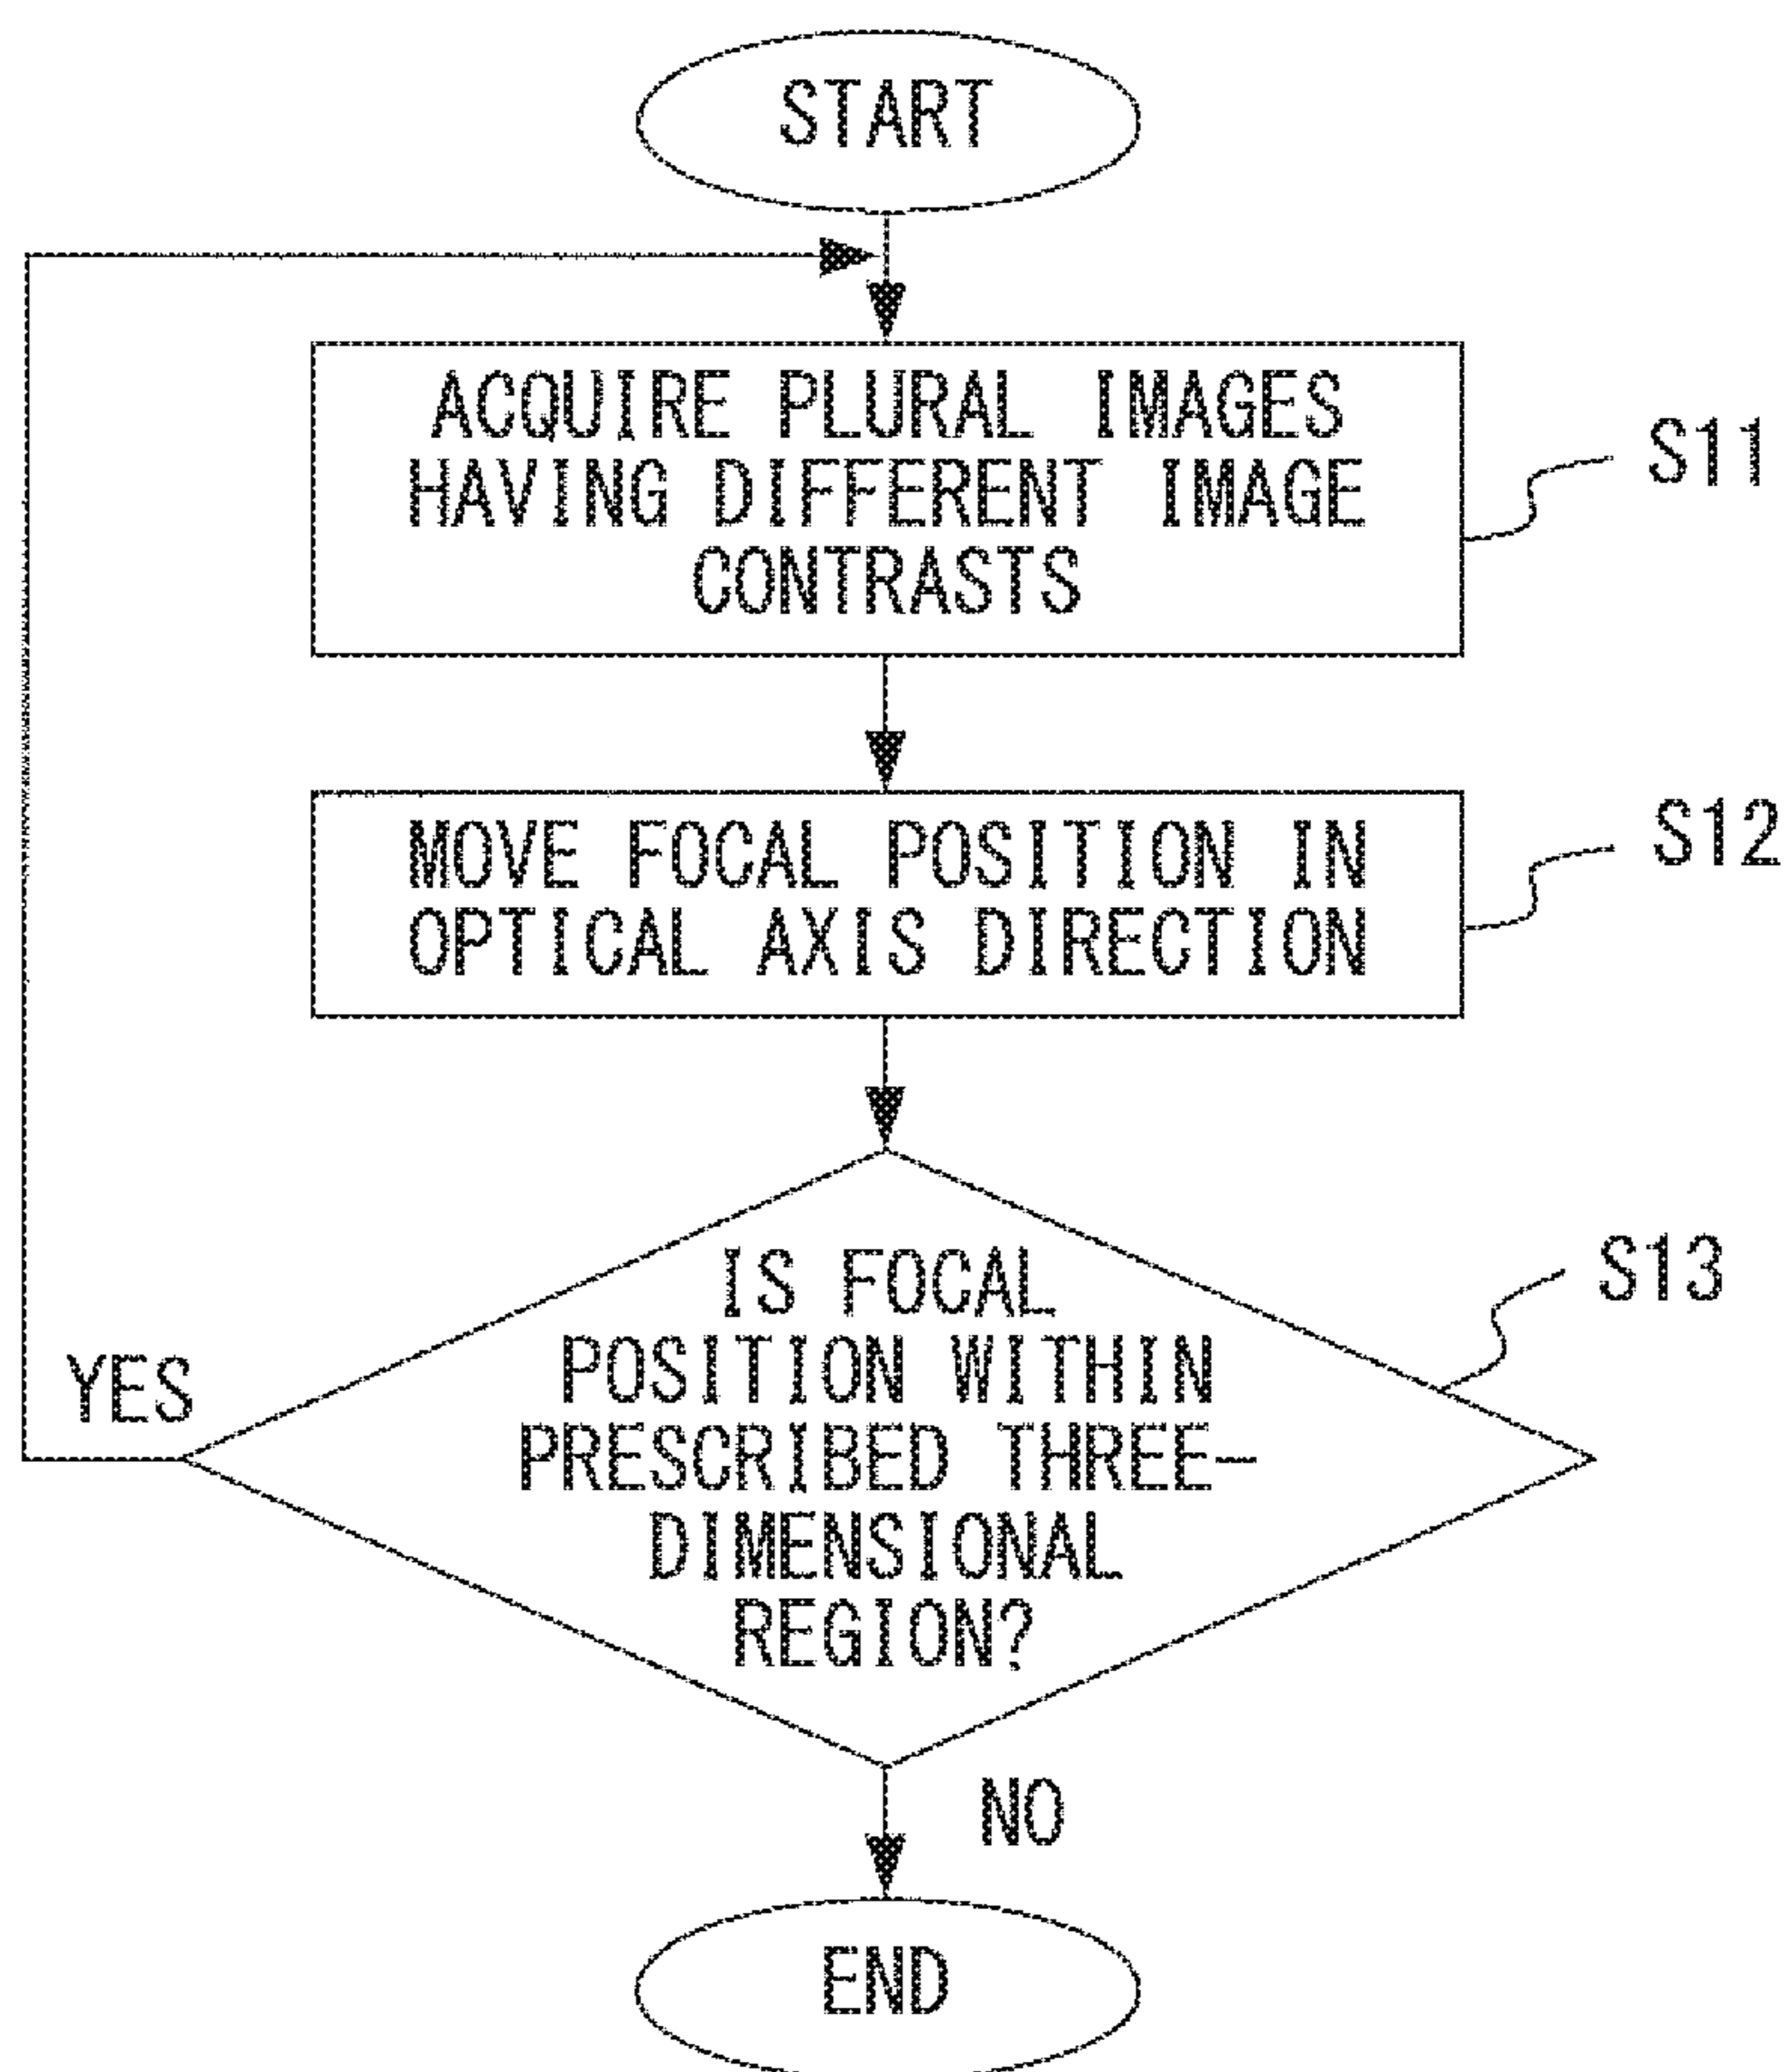 START
ACQUIRE PLURAL IMAGES
HAVING DIFFERENT IMAGE
CONTRASTS
S11
MOVE FOCAL POSITION IN
OPTICAL AXIS DIRECTION
S12
IS FOCAL
POSITION WITHIN
PRESCRIBED THREE-
DIMENSIONAL
REGION?
S13
YES
NO
END